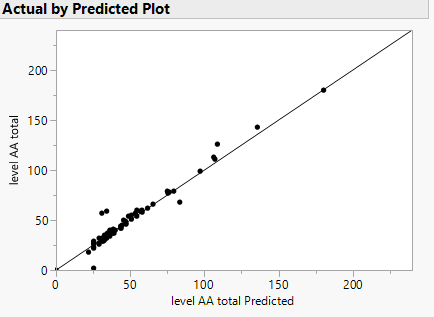 Actual by Predicted Plot
200
150
100
50
0
level AA total
0 50 100 150 200
level AA total Predicted